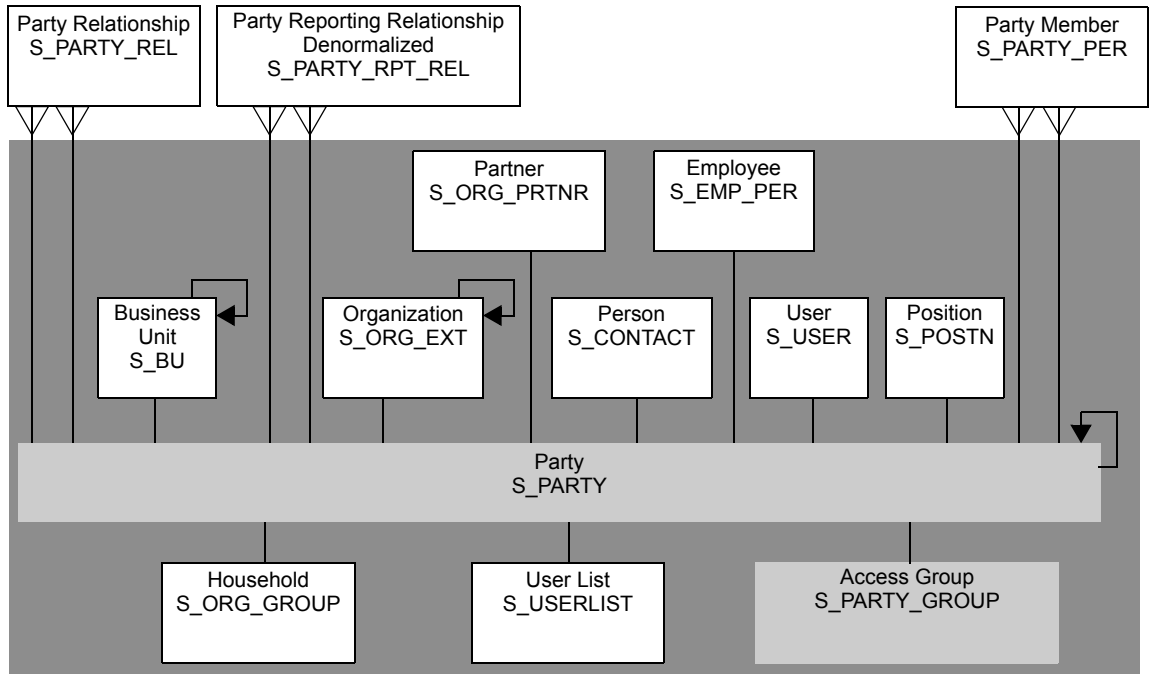 Party Relationship
S_PARTY_REL
Party Reporting Relationship
Denormalized
S_PARTY_RPT_REL
Party Member
S_PARTY_PER
Partner
S_ORG_PRTNR
Employee
S_EMP_PER
Business
Unit
S_BU
Organization
S_ORG_EXT
Person
S_CONTACT
User
S_USER
Position
S_POSTN
Party
S_PARTY
Household
S_ORG_GROUP
User List
S_USERLIST
Access Group
S_PARTY_GROUP